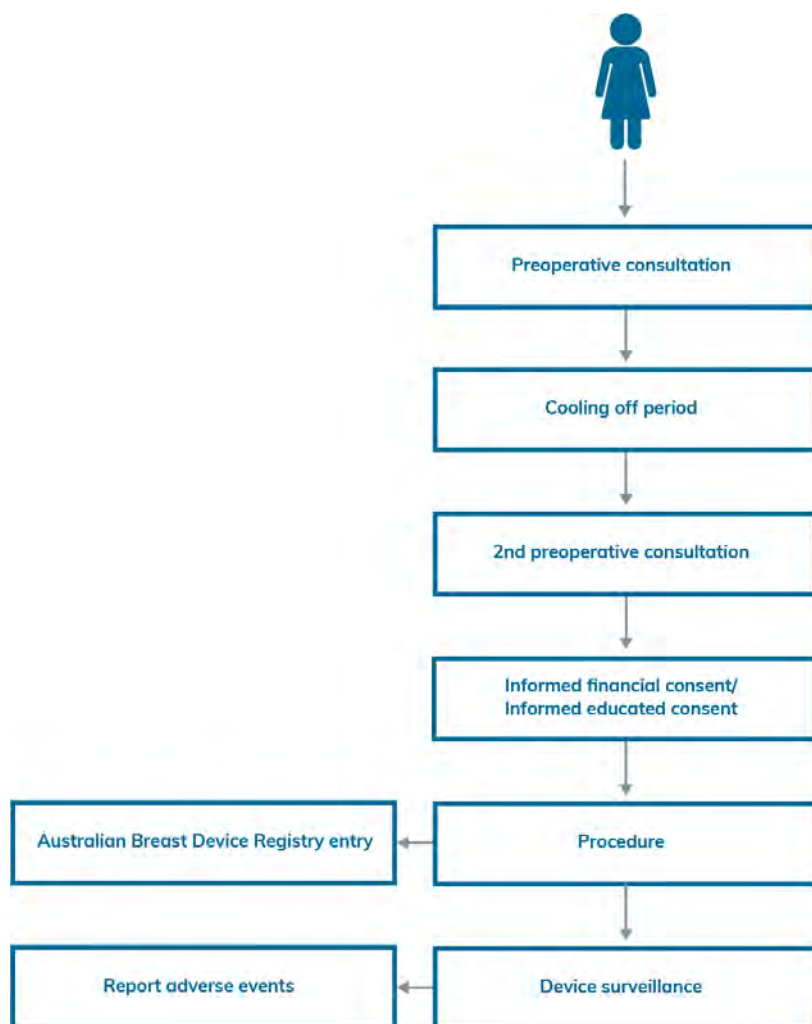 Preoperative consultation
Cooling off period
2nd preoperative consultation
Informed financial consent/
Informed educated consent
Australian Breast Device Registry entry
Procedure
Report adverse events
Device surveillance